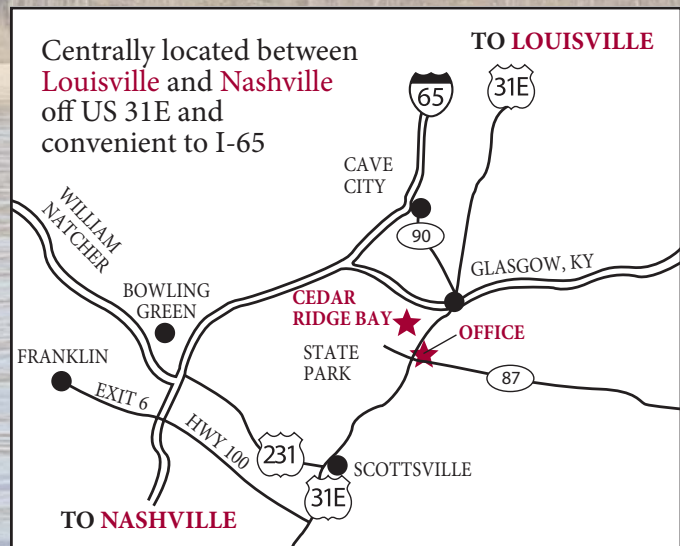 Centrally located between
Louisville and Nashville
off US 31E and
convenient to I-65
TO LOUISVILLE
65
31E
CAVE
CITY
90
WILLIAM
NATCHER
GLASGOW, KY
BOWLING
GREEN
CEDAR
RIDGE BAY
OFFICE
STATE
PARK
FRANKLIN
87
EXIT 6
HWY 100
231
SCOTTSVILLE
31E
TO NASHVILLE